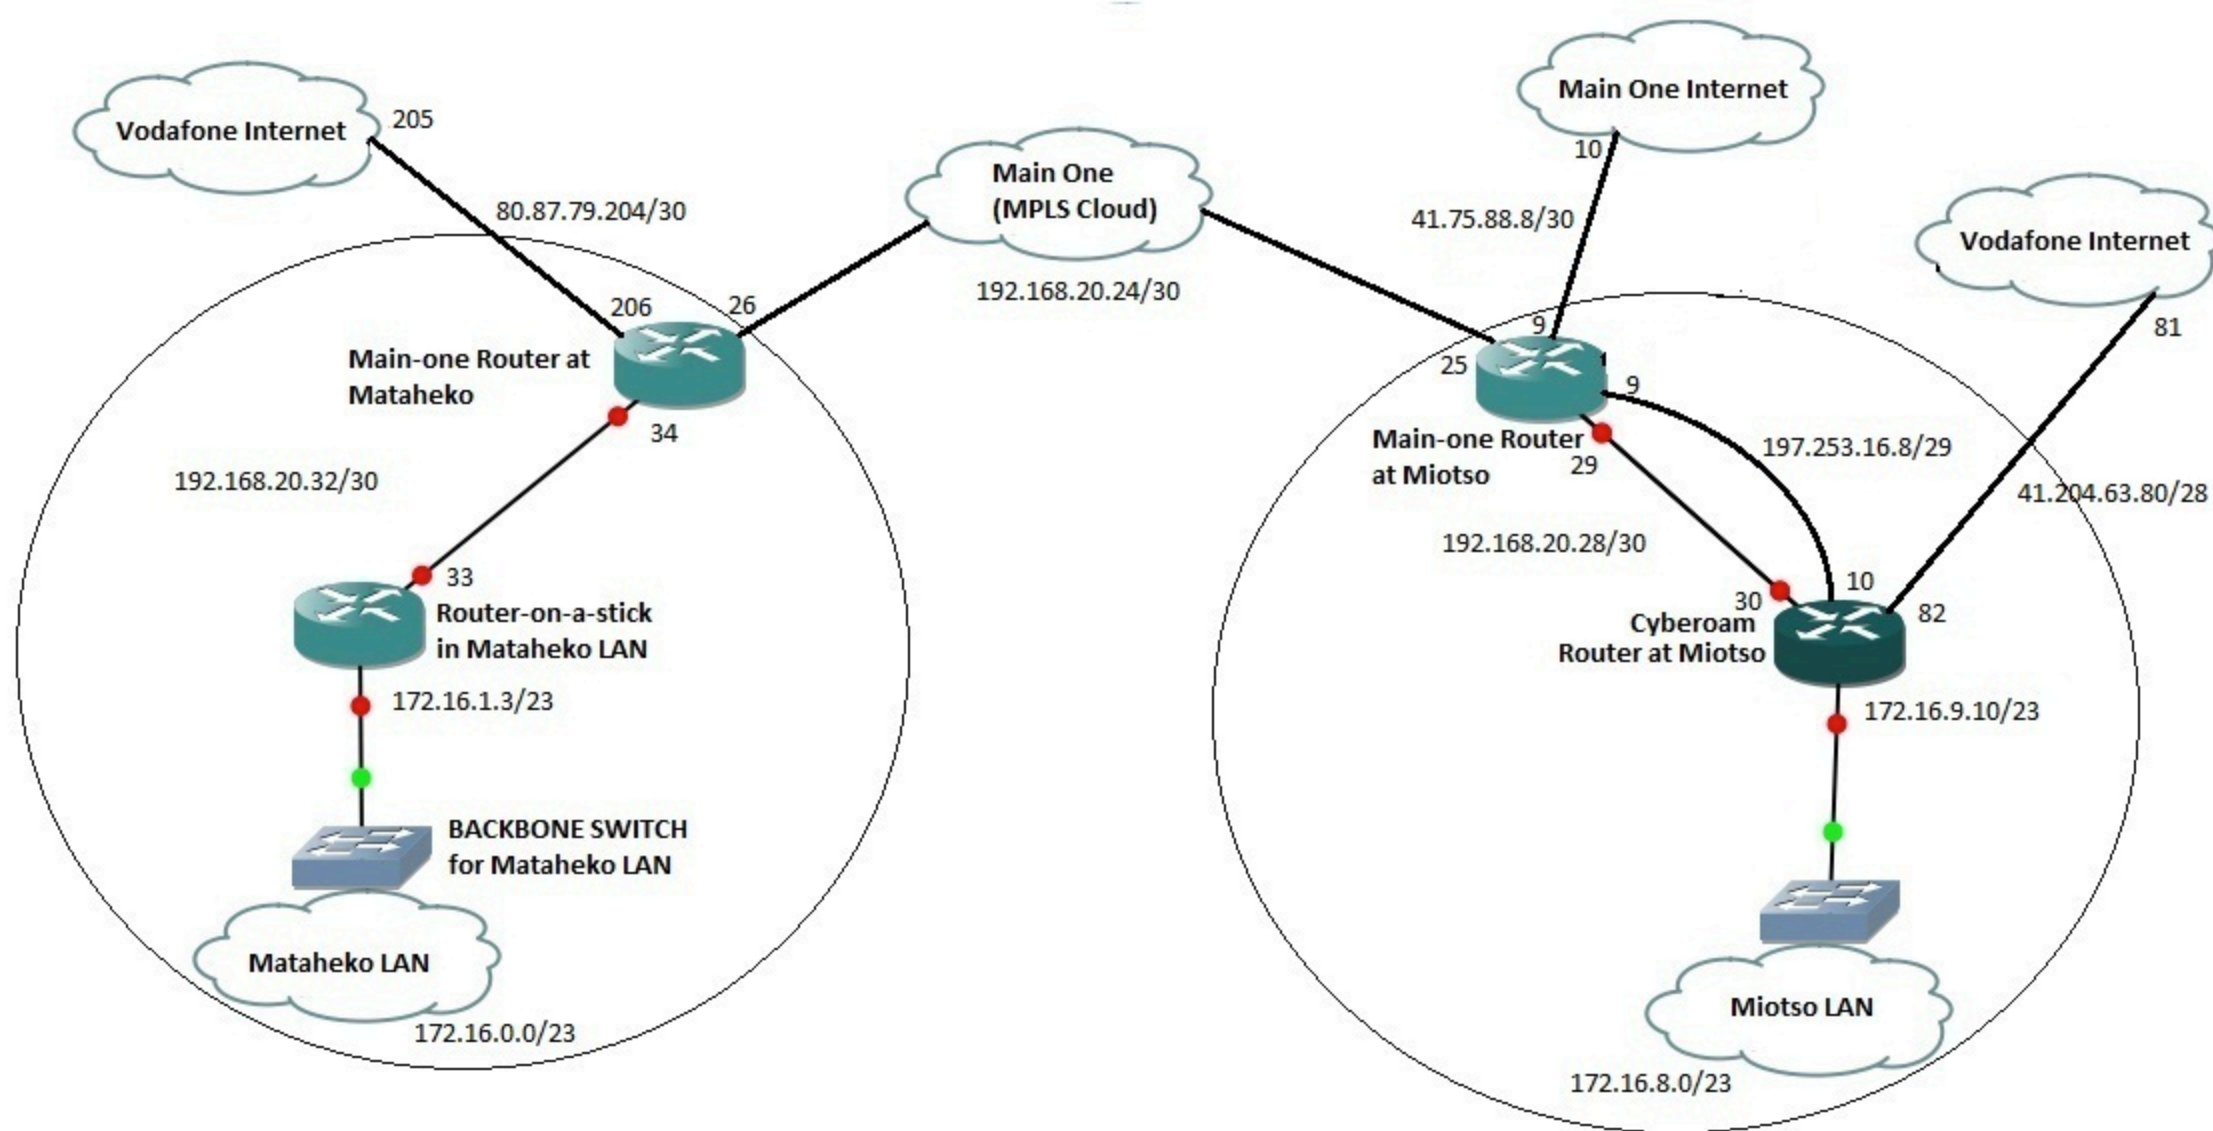 Main One Internet
Vodafone Internet
205
10
Main One
(MPLS Cloud)
80.87.79.204/30
41.75.88.8/30
Vodafone Internet
192.168.20.24/30
206
26
9
81
Main-one Router at
Mataheko
25
9
34
Main-one Router
at Miotso
29
197.253.16.8/29
192.168.20.32/30
41.204.63.80/28
192.168.20.28/30
33
10
30
82
Router-on-a-stick
in Mataheko LAN
Cyberoam
Router at Miotso
172.16.1.3/23
172.16.9.10/23
BACKBONE SWITCH
for Mataheko LAN
Mataheko LAN
Miotso LAN
172.16.0.0/23
172.16.8.0/23